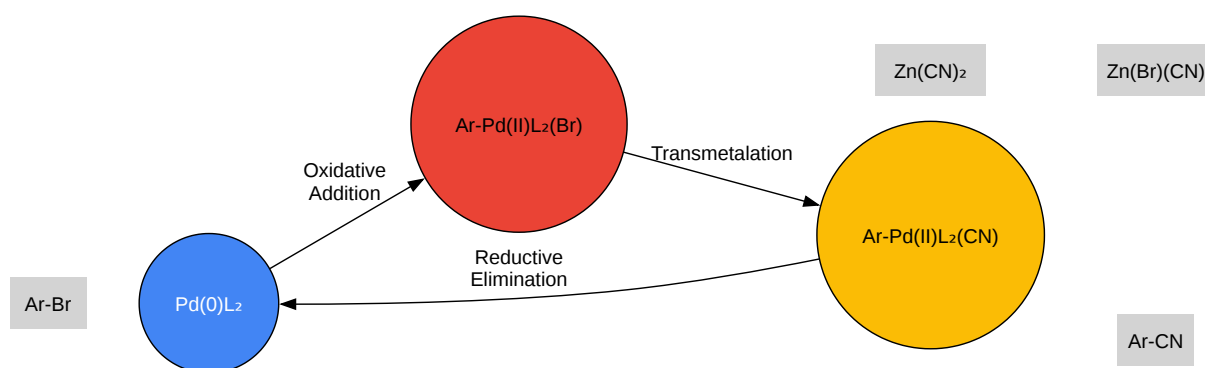 Zn(CN)₂
Zn(Br)(CN)
Ar-Pd(II)L₂(Br)
Transmetalation
Oxidative
Addition
Ar-Pd(II)L₂(CN)
Reductive
Elimination
Ar-Br
Pd(0)L₂
Ar-CN